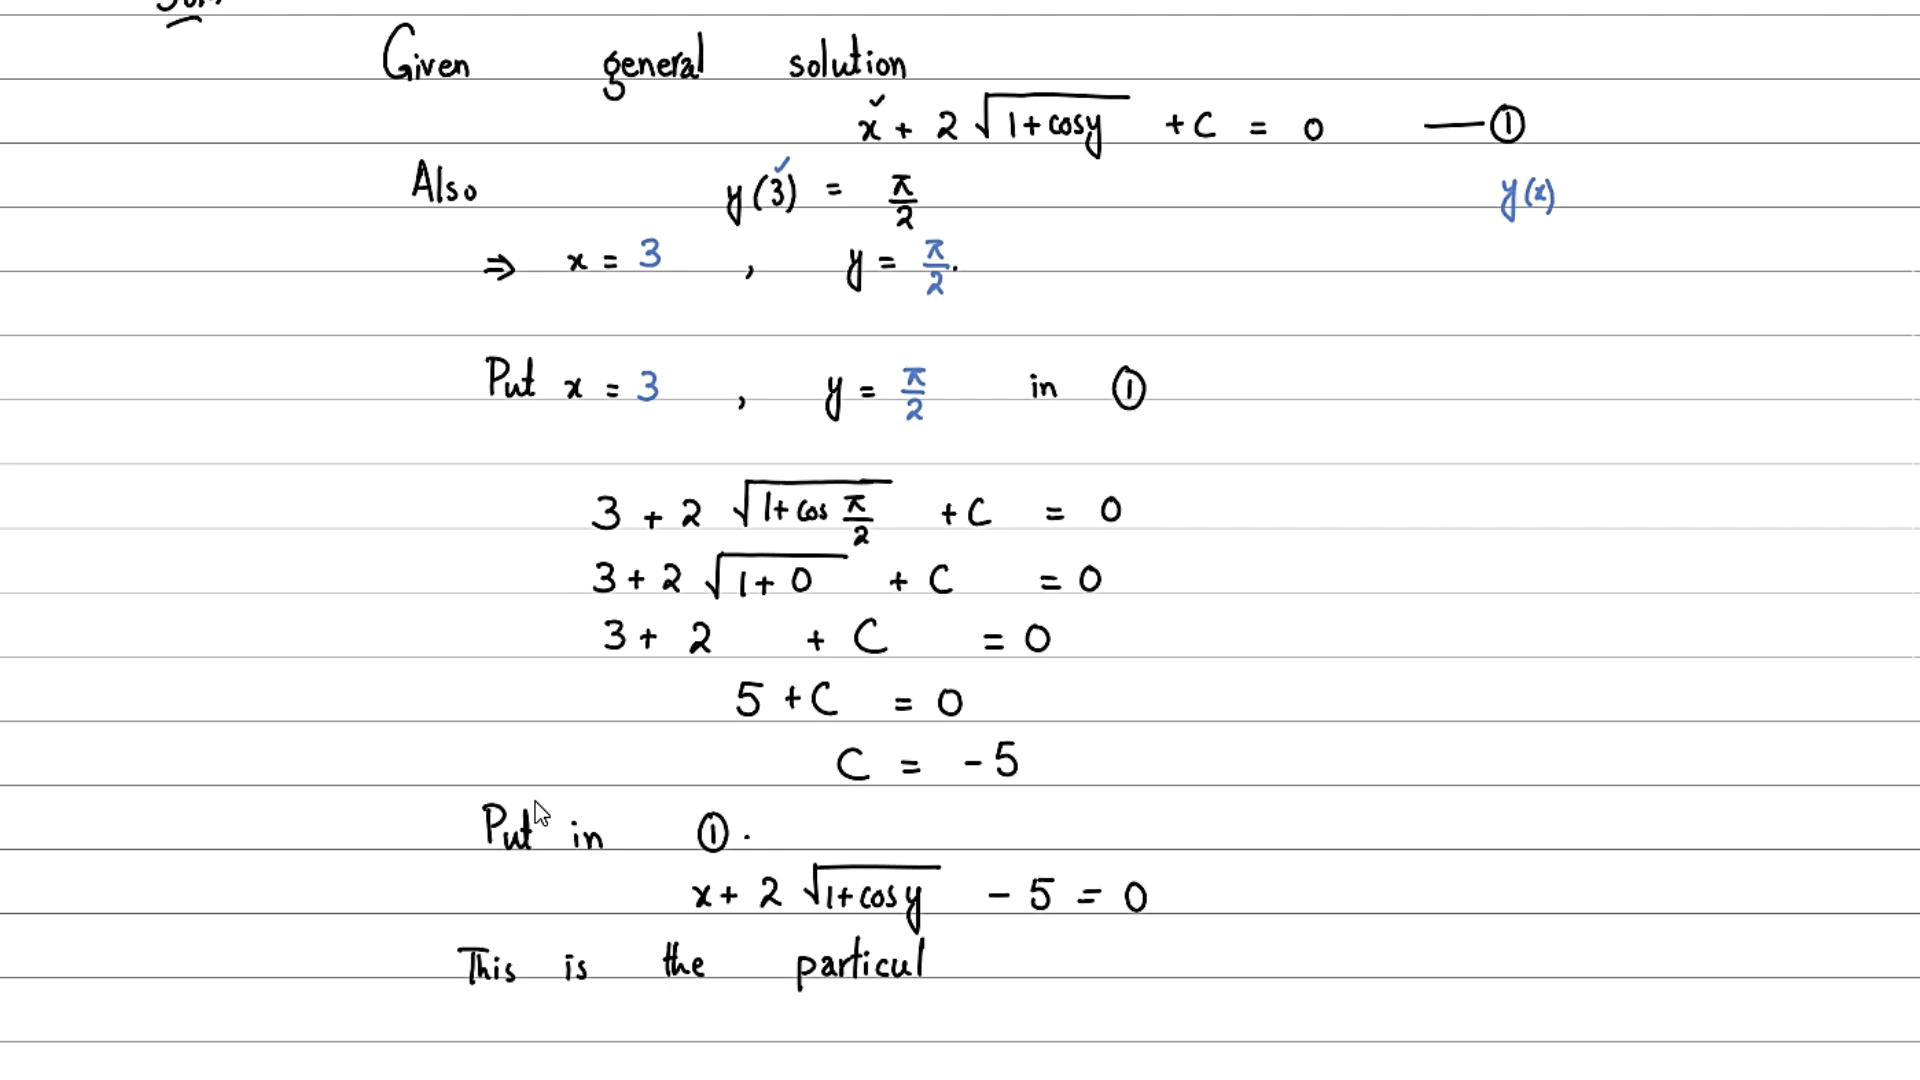 Given general solution
x + 2 √(1+cosy) + C = 0 —①
Also y(3) = π/2 y(x)
⇒ x = 3 , y = π/2.
Put x = 3 , y = π/2 in ①
3 + 2 √(1+cos π/2) + C = 0
3 + 2 √(1+0) + C = 0
3 + 2 + C = 0
5 + C = 0
C = -5
Put in ①.
x + 2 √(1+cosy) - 5 = 0
This is the particul